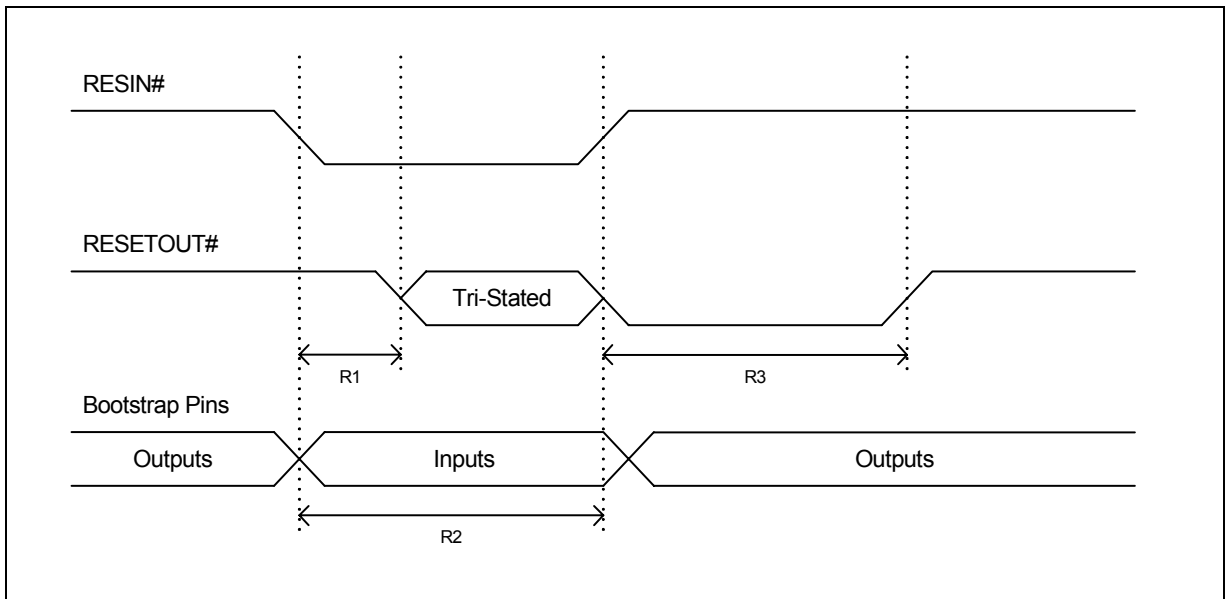 RESIN#
RESETOUT#
Tri-Stated
R1
R3
Bootstrap Pins
Outputs
Inputs
Outputs
R2